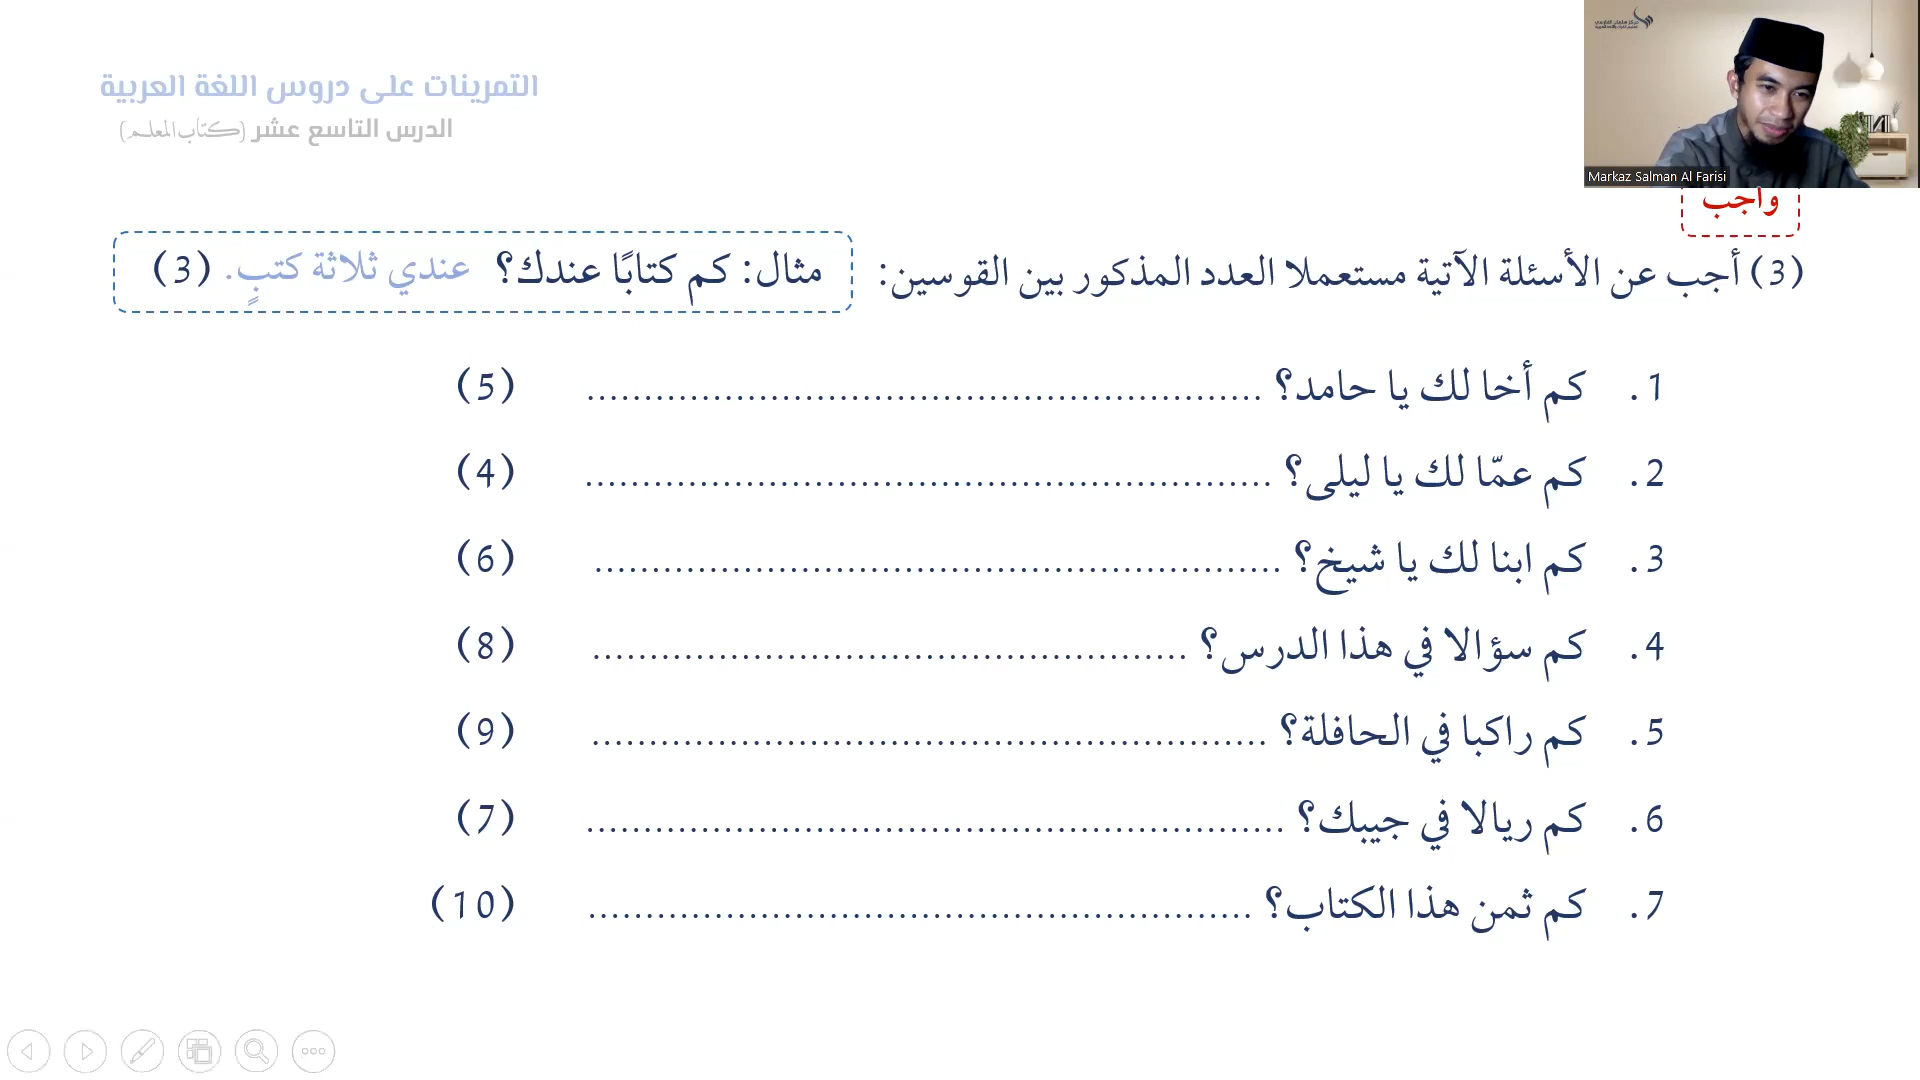 التمرينات على دروس اللغة العربية
الدرس التاسع عشر (كتاب المعلم)
Markaz Salman Al Farisi
واجب
(3) أجب عن الأسئلة الآتية مستعملا العدد المذكور بين القوسين:
مثال: كم كتابًا عندك؟ عندي ثلاثة كتبٍ. (3)
1. كم أخا لك يا حامد؟ ........................................................ (5)
2. كم عمّا لك يا ليلى؟ ........................................................ (4)
3. كم ابنا لك يا شيخ؟ ........................................................ (6)
4. كم سؤالا في هذا الدرس؟ ................................................. (8)
5. كم راكبا في الحافلة؟ ........................................................ (9)
6. كم ريالا في جيبك؟ ........................................................ (7)
7. كم ثمن هذا الكتاب؟ ....................................................... (10)